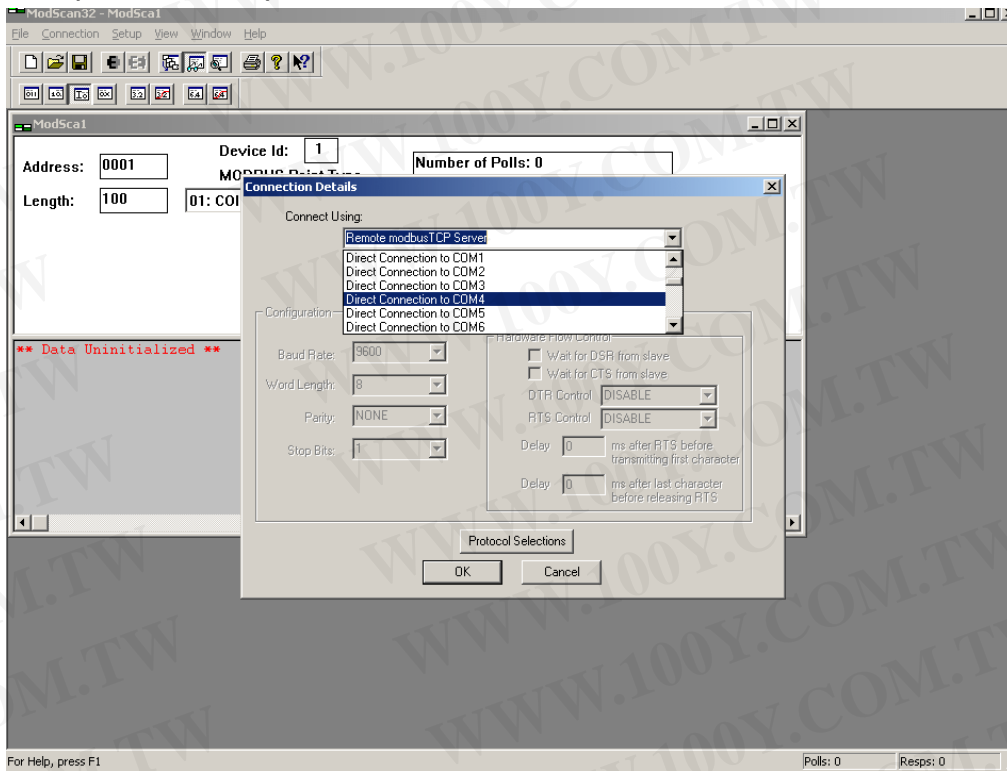 ModScan32 - ModSca1
File Connection Setup View Window Help
ModSca1
Device Id: 1
Address: 0001
Number of Polls: 0
MODBUS Point Type
Length: 100
01: COI
Connection Details
Connect Using:
Remote modbusTCP Server
Direct Connection to COM1
Direct Connection to COM2
Direct Connection to COM3
Direct Connection to COM4
Direct Connection to COM5
Direct Connection to COM6
Configuration
Baud Rate: 9600
Word Length: 8
Parity: NONE
Stop Bits: 1
Hardware Flow Control
Wait for DSR from slave
Wait for CTS from slave
DTR Control DISABLE
RTS Control DISABLE
Delay 0 ms after RTS before
transmitting first character
Delay 0 ms after last character
before releasing RTS
Protocol Selections
OK Cancel
** Data Uninitialized **
For Help, press F1
Polls: 0 Resps: 0
WWW.100Y.COM.TW